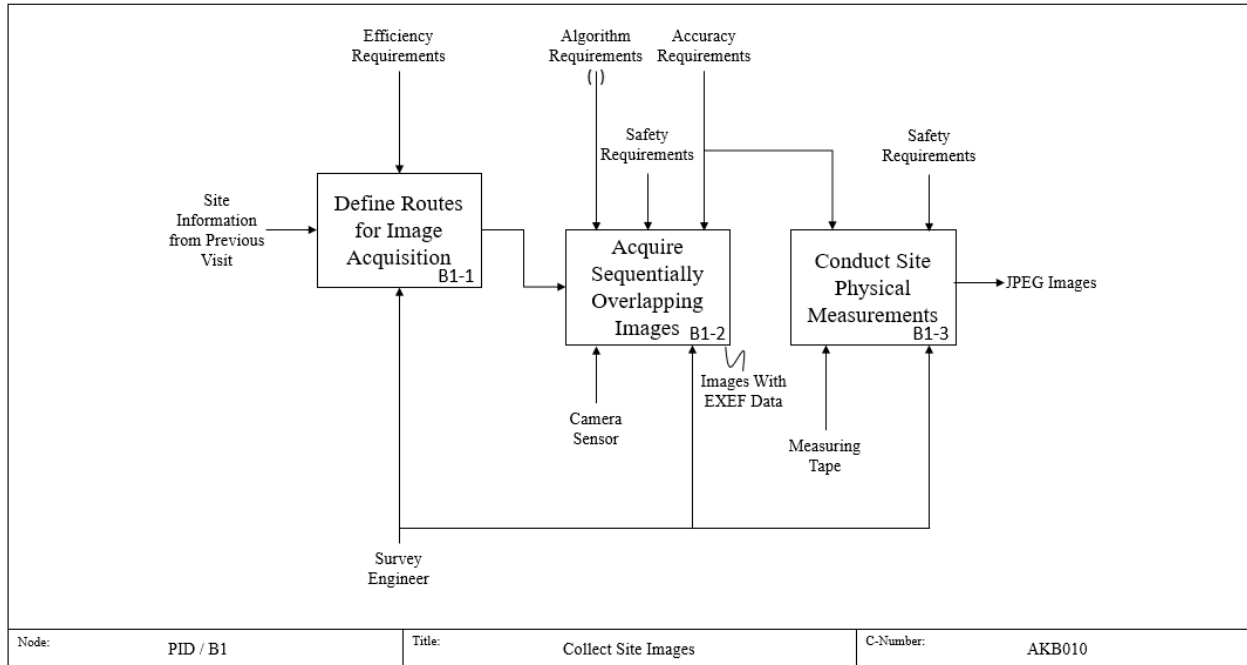 Efficiency
Requirements
Algorithm
Requirements
()
Accuracy
Requirements
Safety
Requirements
Safety
Requirements
Site
Information
from Previous
Visit
Define Routes
for Image
Acquisition
B1-1
Acquire
Sequentially
Overlapping
Images
B1-2
Conduct Site
Physical
Measurements
B1-3
JPEG Images
Images With
EXEF Data
Camera
Sensor
Measuring
Tape
Survey
Engineer
Node:
PID / B1
Title:
Collect Site Images
C-Number:
AKB010